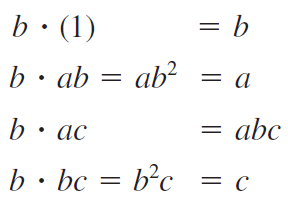 b · (1) = b
b · ab = ab² = a
b · ac = abc
b · bc = b²c = c